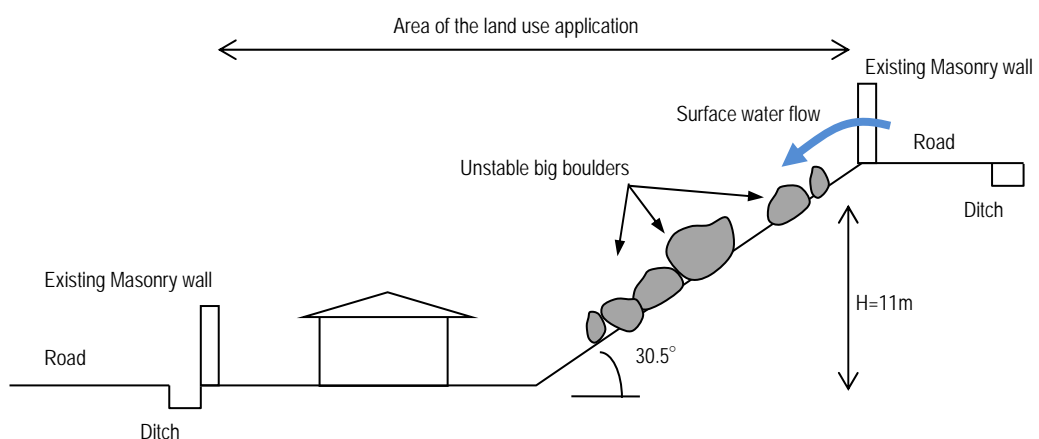 Area of the land use application
Existing Masonry wall
Surface water flow
Road
Unstable big boulders
Ditch
Existing Masonry wall
H=11m
Road
30.5°
Ditch